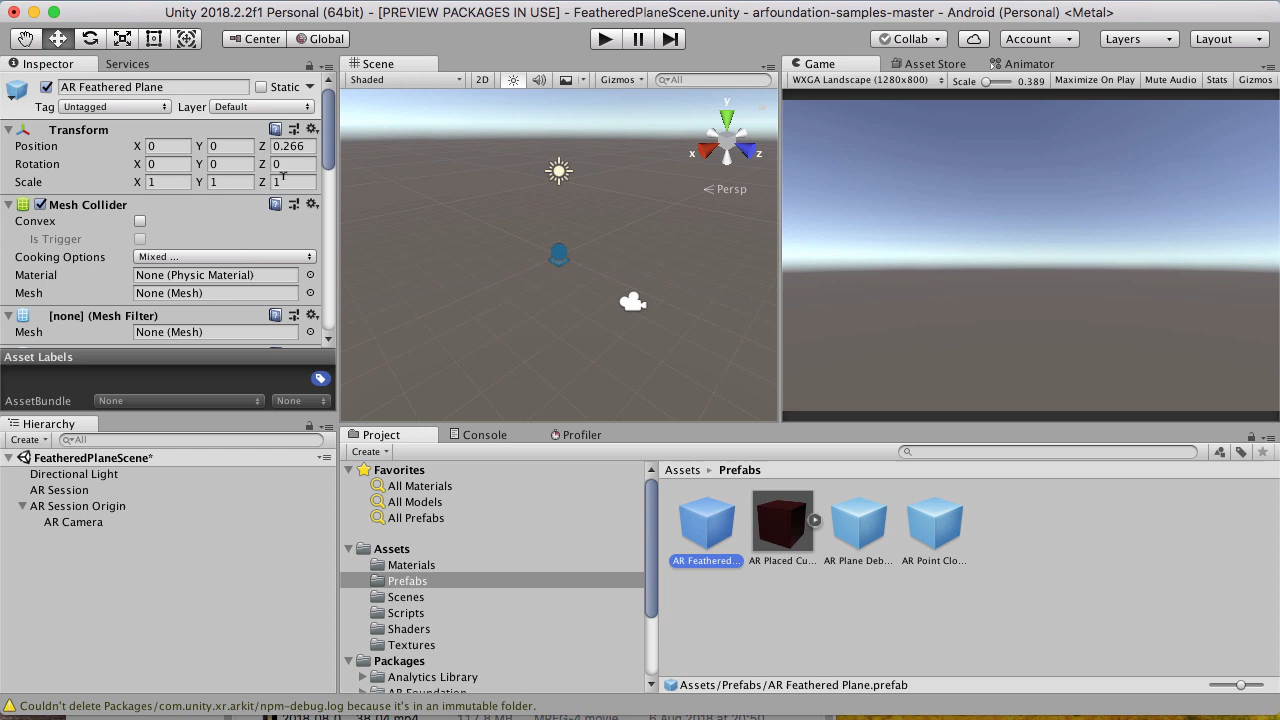 Unity 2018.2.2f1 Personal (64bit) - [PREVIEW PACKAGES IN USE] - FeatheredPlaneScene.unity - arfoundation-samples-master - Android (Personal) <Metal>
Center Global Collab Account Layers Layout
Inspector Services
AR Feathered Plane Static
Tag Untagged Layer Default
Transform
Position X 0 Y 0 Z 0.266
Rotation X 0 Y 0 Z 0
Scale X 1 Y 1 Z 1
Mesh Collider
Convex
Is Trigger
Cooking Options Mixed ...
Material None (Physic Material)
Mesh None (Mesh)
[none] (Mesh Filter)
Mesh None (Mesh)
Asset Labels
AssetBundle None None
Hierarchy
Create All
FeatheredPlaneScene*
Directional Light
AR Session
AR Session Origin
AR Camera
Scene
Shaded 2D Gizmos All
y
x z
Persp
Game Asset Store Animator
WXGA Landscape (1280x800) Scale 0.389 Maximize On Play Mute Audio Stats Gizmos
Project Console Profiler
Create
Favorites
All Materials
All Models
All Prefabs
Assets
Materials
Prefabs
Scenes
Scripts
Shaders
Textures
Packages
Analytics Library
AR Foundation
Assets Prefabs
AR Feathered... AR Placed Cu... AR Plane Deb... AR Point Clo...
Assets/Prefabs/AR Feathered Plane.prefab
Couldn't delete Packages/com.unity.xr.arkit/npm-debug.log because it's in an immutable folder.